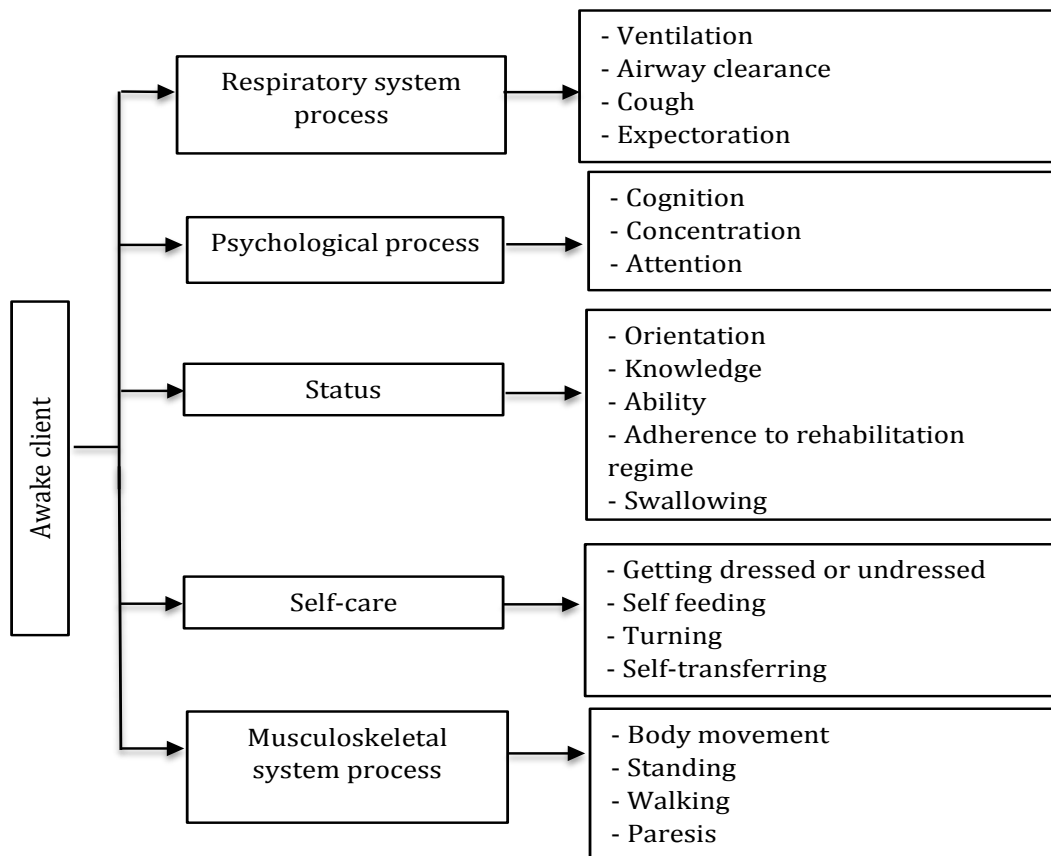 Awake client
Respiratory system
process
- Ventilation
- Airway clearance
- Cough
- Expectoration
Psychological process
- Cognition
- Concentration
- Attention
Status
- Orientation
- Knowledge
- Ability
- Adherence to rehabilitation
regime
- Swallowing
Self-care
- Getting dressed or undressed
- Self feeding
- Turning
- Self-transferring
Musculoskeletal
system process
- Body movement
- Standing
- Walking
- Paresis